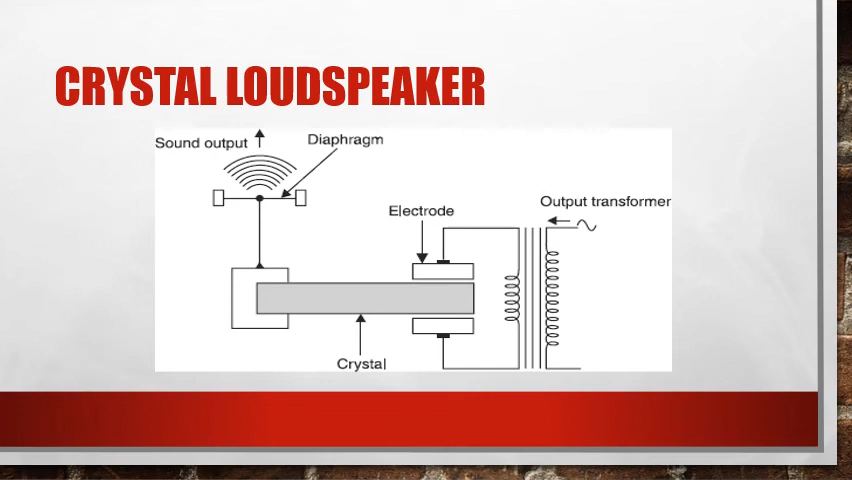 CRYSTAL LOUDSPEAKER
Sound output
Diaphragm
Electrode
Output transformer
Crystal